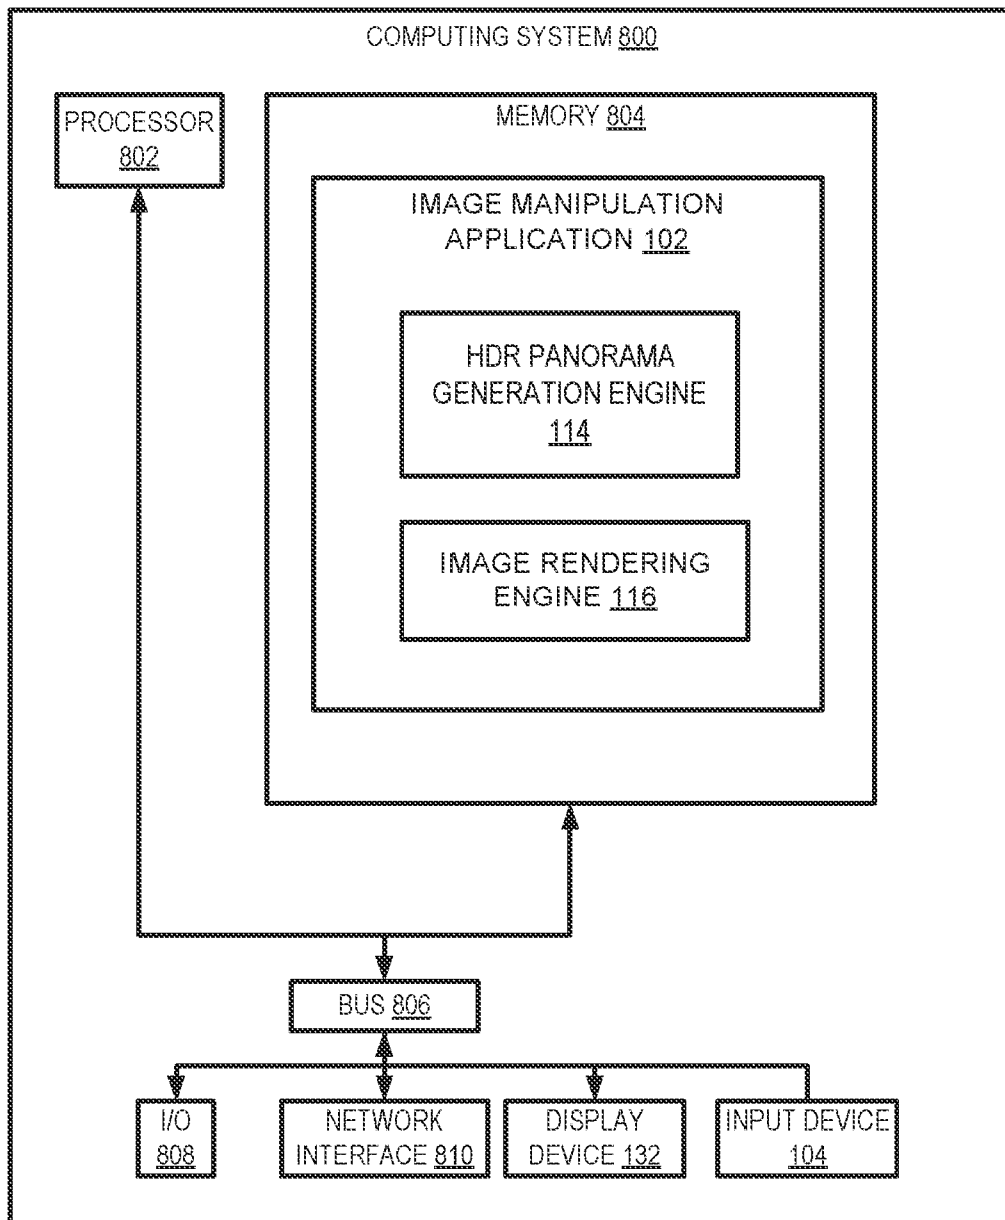 COMPUTING SYSTEM 800
PROCESSOR
802
MEMORY 804
IMAGE MANIPULATION
APPLICATION 102
HDR PANORAMA
GENERATION ENGINE
114
IMAGE RENDERING
ENGINE 116
BUS 806
I/O
808
NETWORK
INTERFACE 810
DISPLAY
DEVICE 132
INPUT DEVICE
104